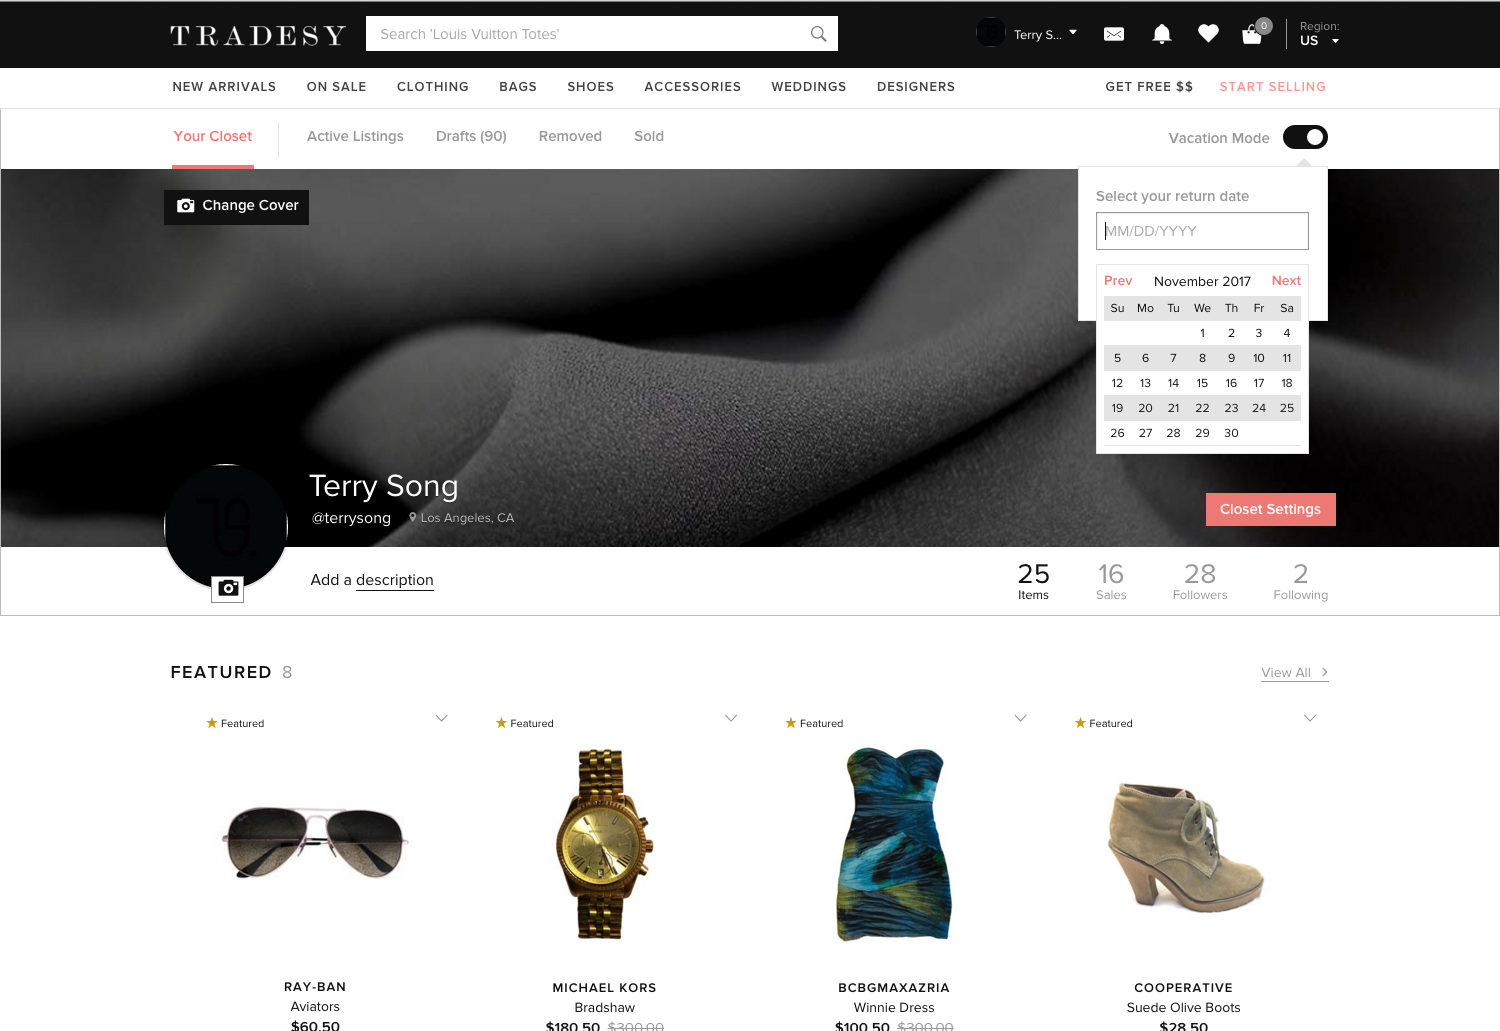 TRADESY
Search 'Louis Vuitton Totes'
Terry S...
0
Region:
US
NEW ARRIVALS ON SALE CLOTHING BAGS SHOES ACCESSORIES WEDDINGS DESIGNERS GET FREE $$ START SELLING
Your Closet Active Listings Drafts (90) Removed Sold Vacation Mode
Change Cover
Select your return date
MM/DD/YYYY
Prev November 2017 Next
Su Mo Tu We Th Fr Sa
1 2 3 4
5 6 7 8 9 10 11
12 13 14 15 16 17 18
19 20 21 22 23 24 25
26 27 28 29 30
Terry Song
@terrysong Los Angeles, CA
Closet Settings
Add a description
25 16 28 2
Items Sales Followers Following
FEATURED 8 View All
Featured Featured Featured Featured
RAY-BAN
Aviators
$60.50
MICHAEL KORS
Bradshaw
$180.50 $300.00
BCBGMAXAZRIA
Winnie Dress
$100.50 $300.00
COOPERATIVE
Suede Olive Boots
$28.50